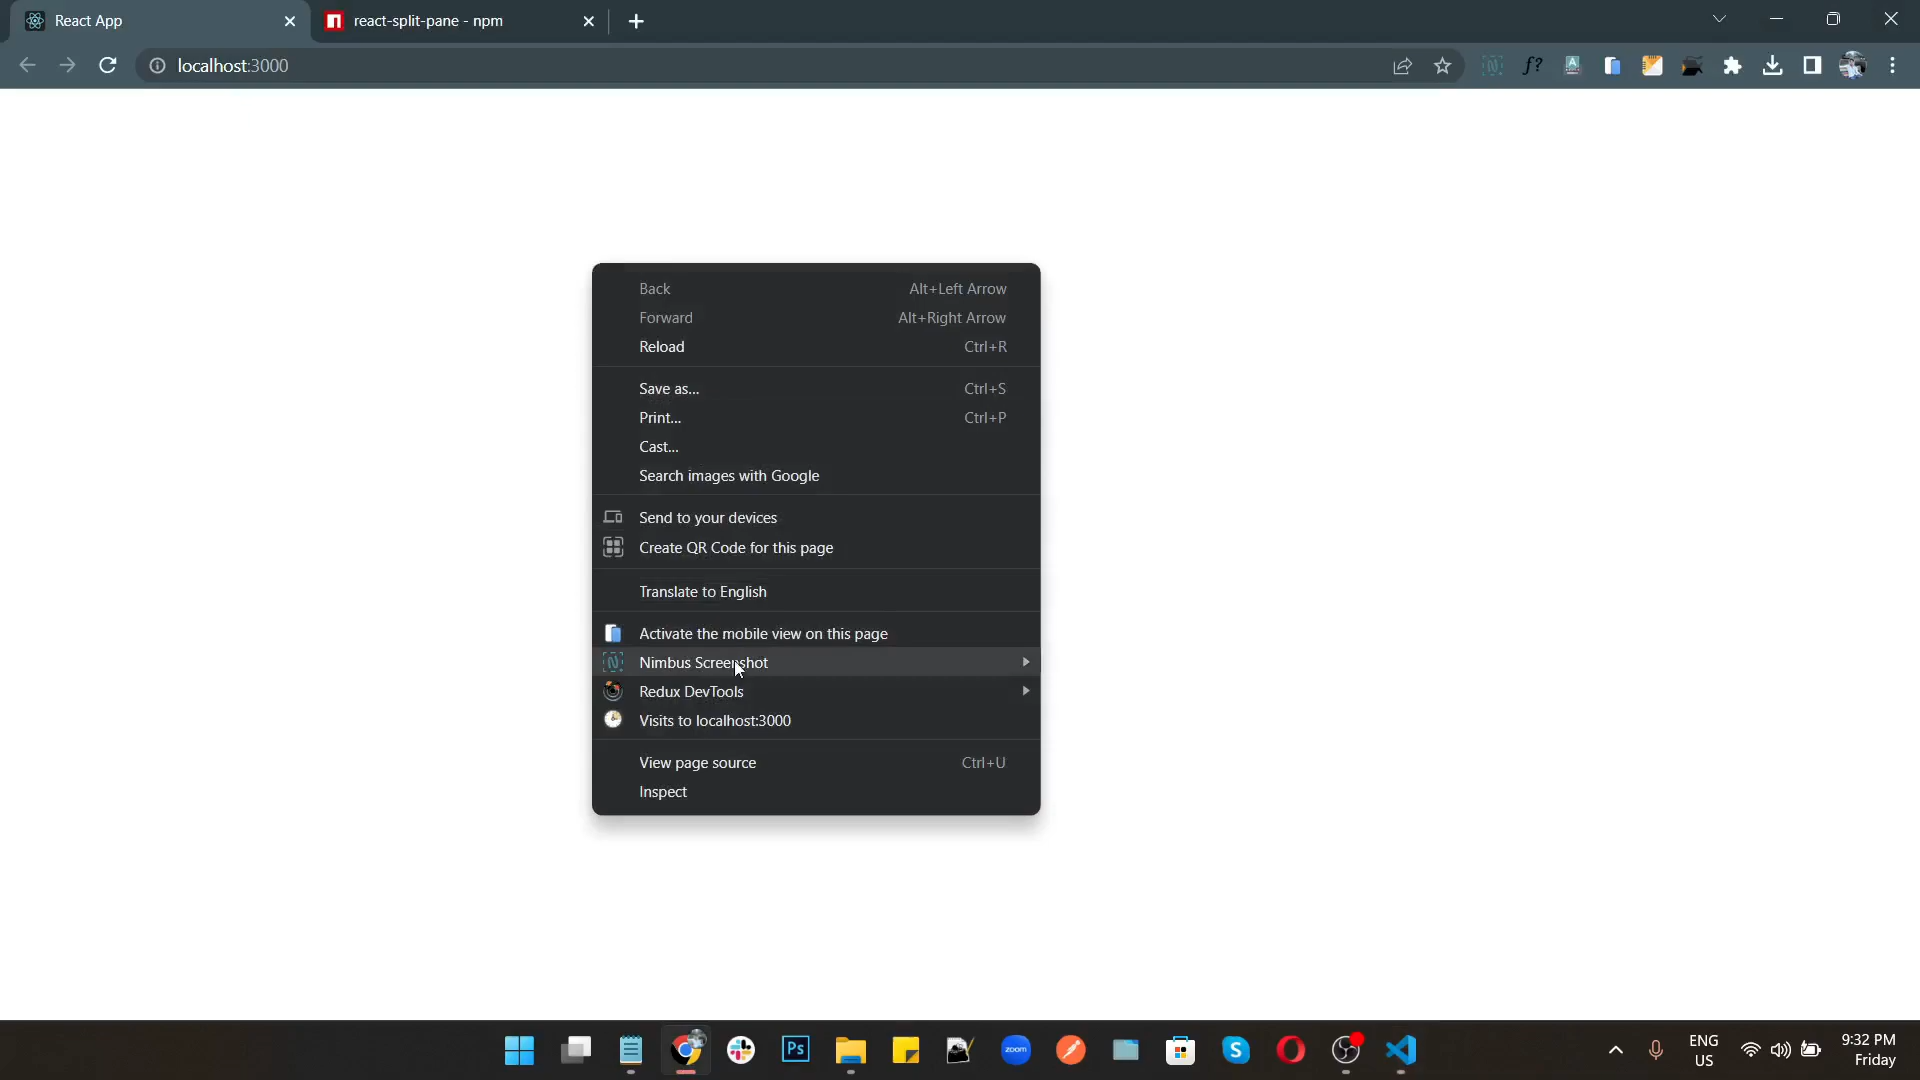 React App
react-split-pane - npm
localhost:3000
f?
Back Alt+Left Arrow
Forward Alt+Right Arrow
Reload Ctrl+R
Save as... Ctrl+S
Print... Ctrl+P
Cast...
Search images with Google
Send to your devices
Create QR Code for this page
Translate to English
Activate the mobile view on this page
Nimbus Screenshot
Redux DevTools
Visits to localhost:3000
View page source Ctrl+U
Inspect
Ps
zoom
S
ENG
US
9:32 PM
Friday